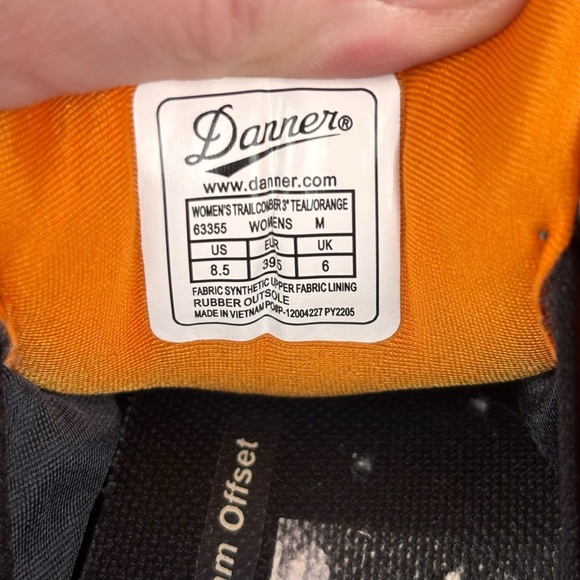 Danner®
www.danner.com
WOMEN'S TRAIL COMBER 3" TEAL/ORANGE
63355 WOMENS M
US EUR UK
8.5 39.5 6
FABRIC SYNTHETIC UPPER FABRIC LINING
RUBBER OUTSOLE
MADE IN VIETNAM PO#P-12004227 PY2205
Offset